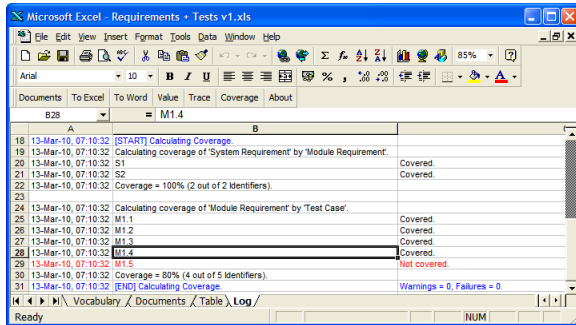 Microsoft Excel - Requirements + Tests v1.xls
File Edit View Insert Format Tools Data Window Help
85%
Arial 10 B I U % ,
Documents To Excel To Word Value Trace Coverage About
B28 = M1.4
A B
18 13-Mar-10, 07:10:32 [START] Calculating Coverage.
19 13-Mar-10, 07:10:32 Calculating coverage of 'System Requirement' by 'Module Requirement'.
20 13-Mar-10, 07:10:32 S1 Covered.
21 13-Mar-10, 07:10:32 S2 Covered.
22 13-Mar-10, 07:10:32 Coverage = 100% (2 out of 2 Identifiers).
23
24 13-Mar-10, 07:10:32 Calculating coverage of 'Module Requirement' by 'Test Case'.
25 13-Mar-10, 07:10:32 M1.1 Covered.
26 13-Mar-10, 07:10:32 M1.2 Covered.
27 13-Mar-10, 07:10:32 M1.3 Covered.
28 13-Mar-10, 07:10:32 M1.4 Covered.
29 13-Mar-10, 07:10:32 M1.5 Not covered.
30 13-Mar-10, 07:10:32 Coverage = 80% (4 out of 5 Identifiers).
31 13-Mar-10, 07:10:32 [END] Calculating Coverage. Warnings = 0, Failures = 0.
Vocabulary Documents Table Log
Ready NUM